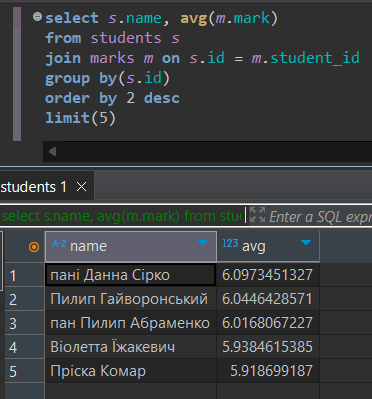 select s.name, avg(m.mark)
from students s
join marks m on s.id = m.student_id
group by(s.id)
order by 2 desc
limit(5)
students 1
select s.name, avg(m.mark) from stu
Enter a SQL expr
A-Z name
123 avg
1 пані Данна Сірко 6.0973451327
2 Пилип Гайворонський 6.0446428571
3 пан Пилип Абраменко 6.0168067227
4 Віолетта Їжакевич 5.9384615385
5 Пріска Комар 5.918699187